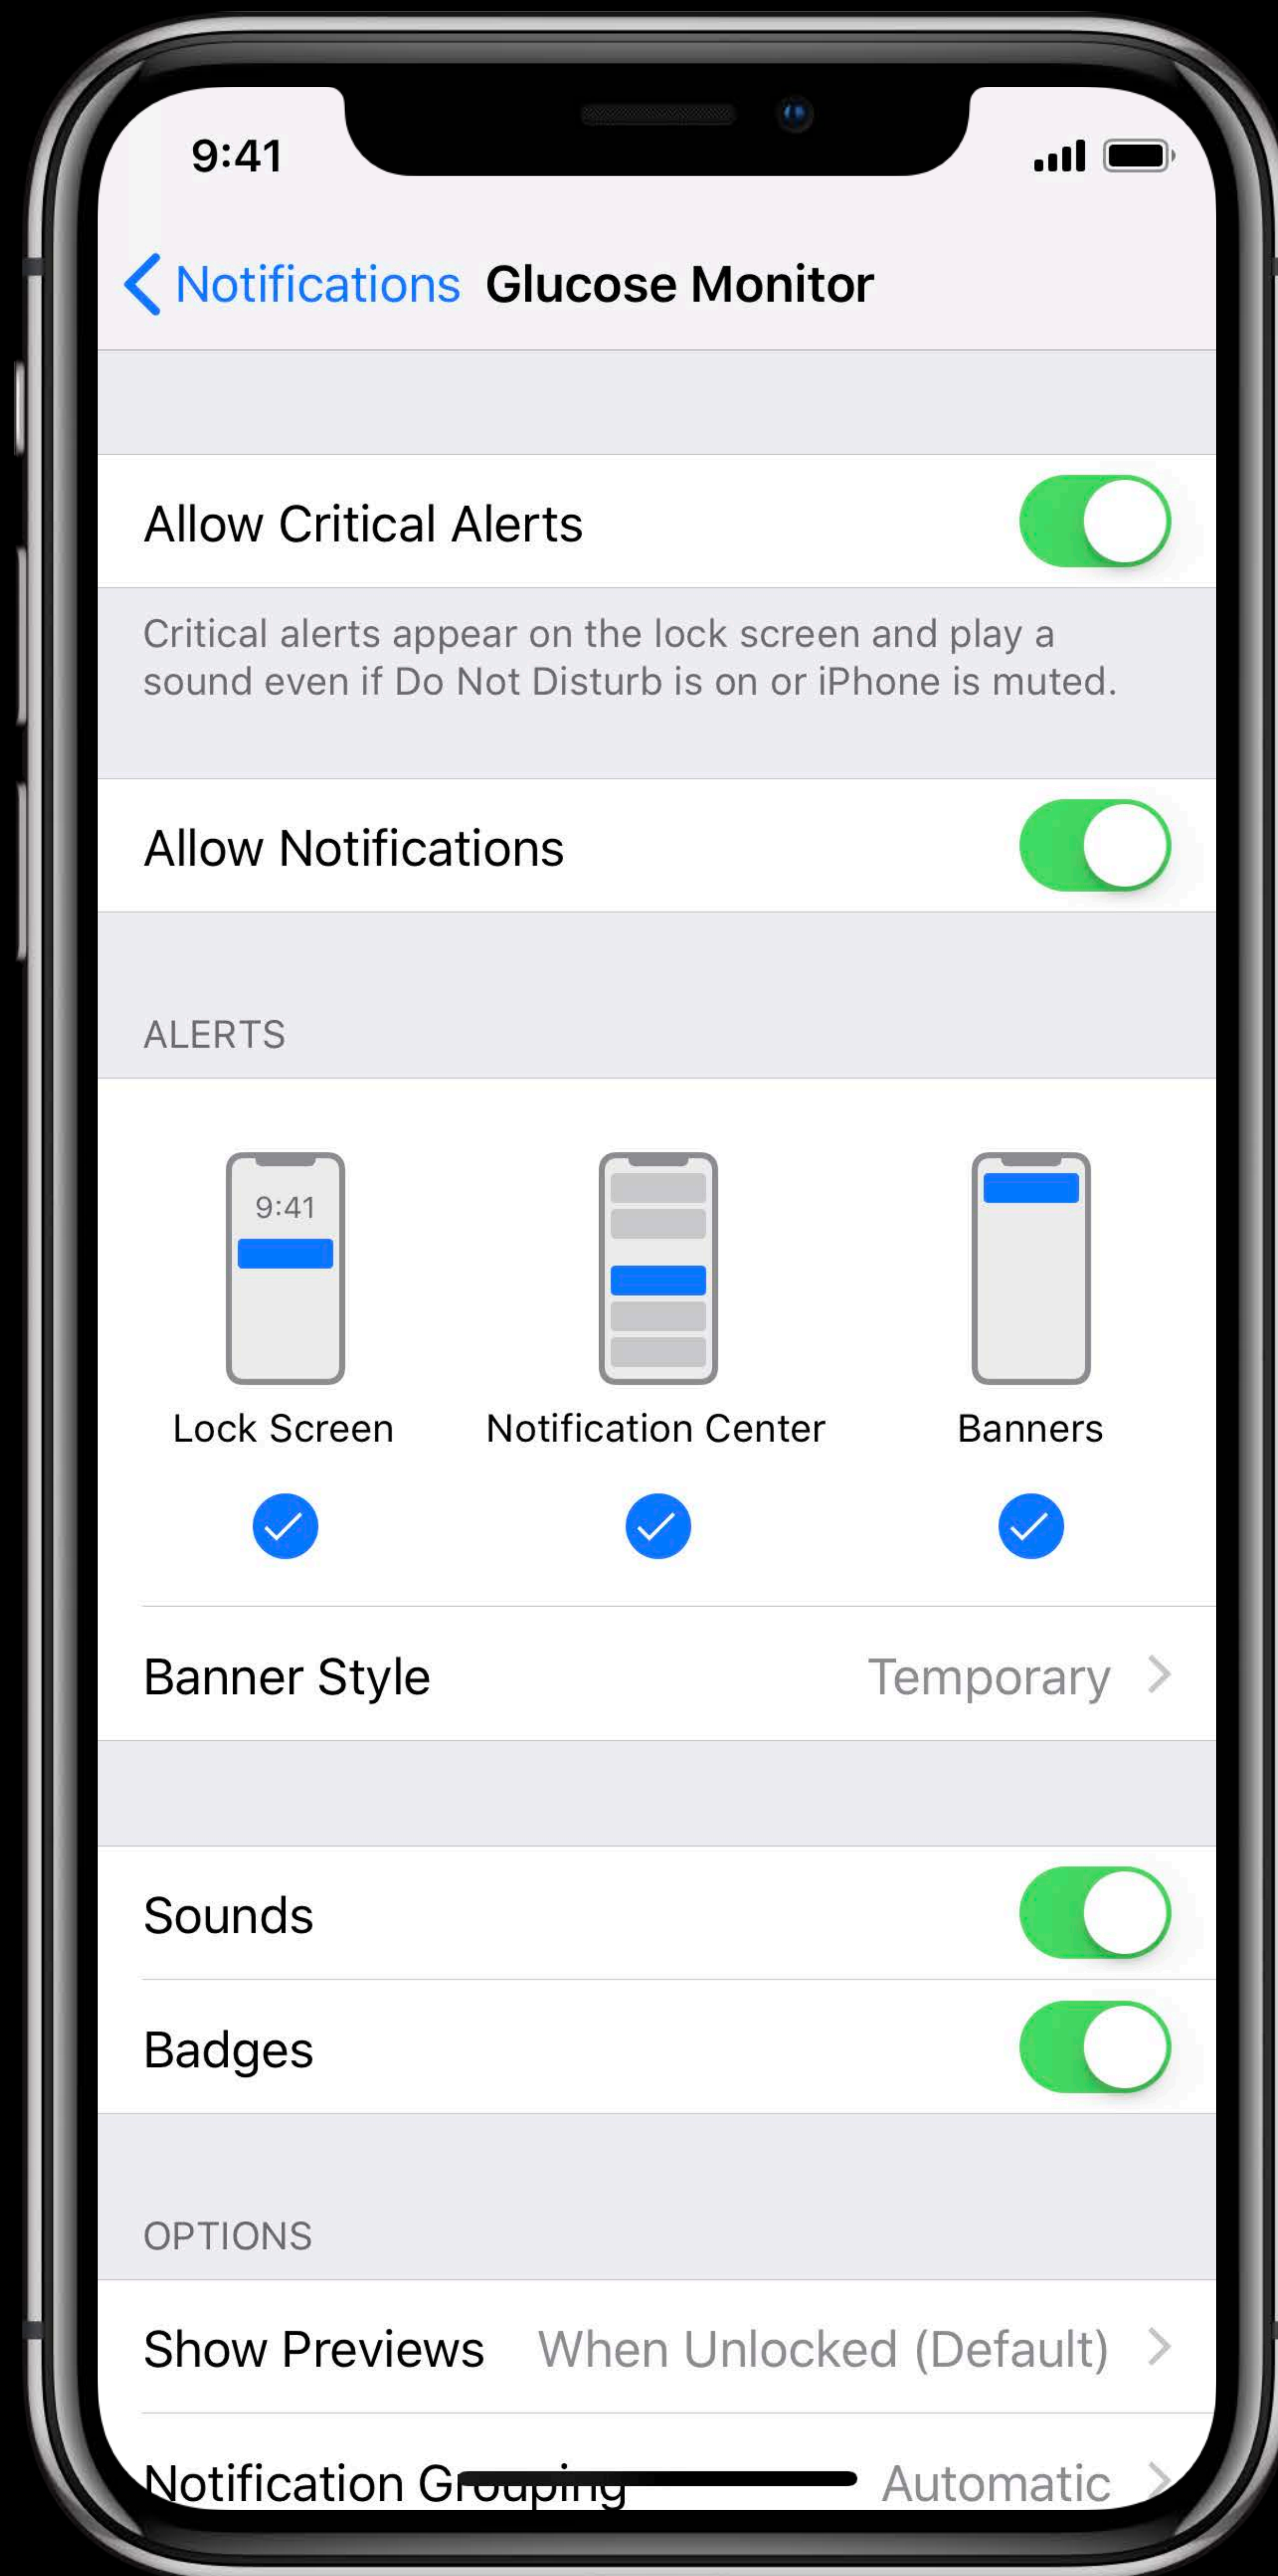 9:41
Notifications Glucose Monitor
Allow Critical Alerts
Critical alerts appear on the lock screen and play a
sound even if Do Not Disturb is on or iPhone is muted.
Allow Notifications
ALERTS
9:41
Lock Screen Notification Center Banners
Banner Style Temporary
Sounds
Badges
OPTIONS
Show Previews When Unlocked (Default)
Notification Grouping Automatic